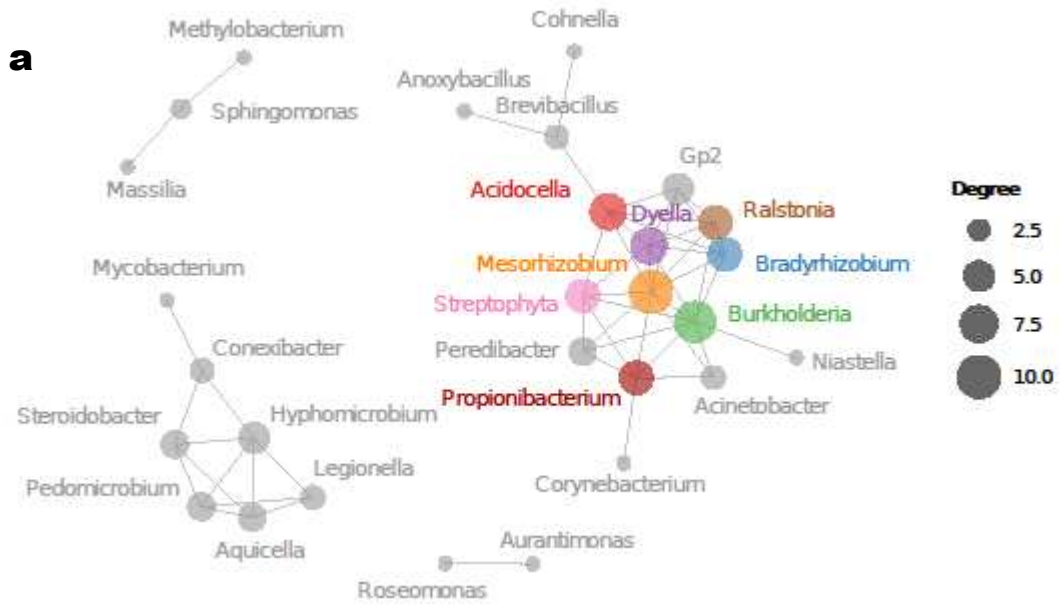 a
Methylobacterium
Sphingomonas
Massilia
Cohnella
Anoxybacillus
Brevibacillus
Gp2
Acidocella
Dyella
Ralstonia
Mesorhizobium
Bradyrhizobium
Streptophyta
Burkholderia
Peredibacter
Niastella
Propionibacterium
Acinetobacter
Corynebacterium
Mycobacterium
Conexibacter
Steroidobacter
Hyphomicrobium
Legionella
Pedomicrobium
Aquicella
Aurantimonas
Roseomonas
Degree
2.5
5.0
7.5
10.0